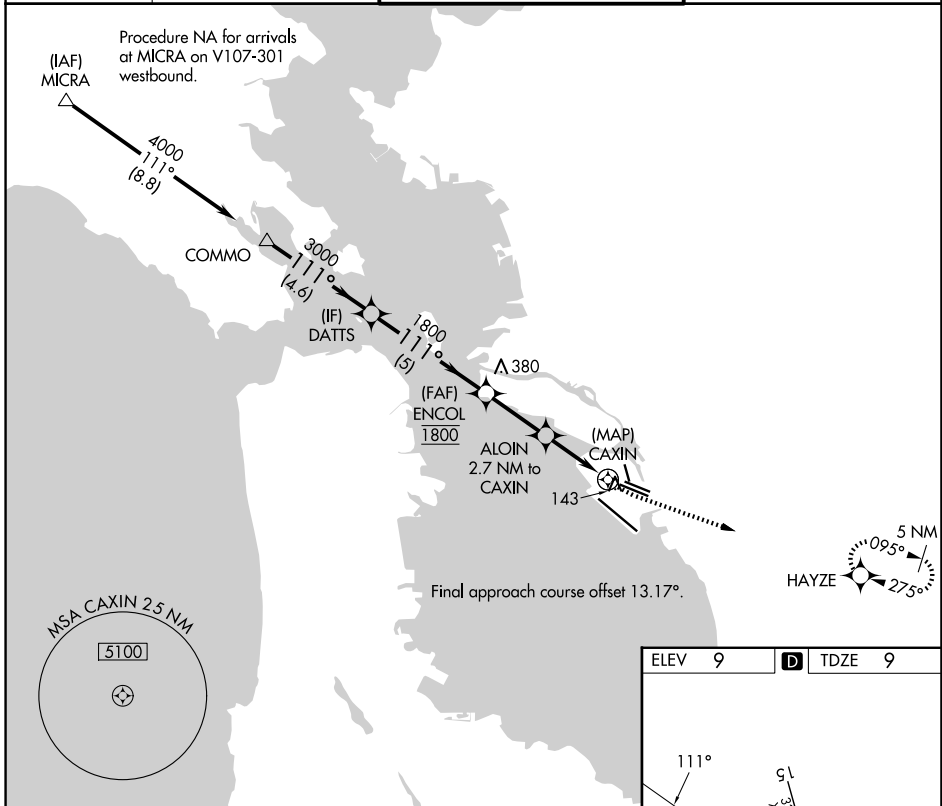 Procedure NA for arrivals
at MICRA on V107-301
westbound.
(IAF)
MICRA
4000
111°
(8.8)
COMMO
3000
111°
(4.6)
(IF)
DATTS
1800
111°
(5)
380
(FAF)
ENCOL
1800
ALOIN
2.7 NM to
CAXIN
(MAP)
CAXIN
143
5 NM
095°
HAYZE
275°
Final approach course offset 13.17°.
MSA CAXIN 25 NM
5100
ELEV 9 D TDZE 9
111°
15
3